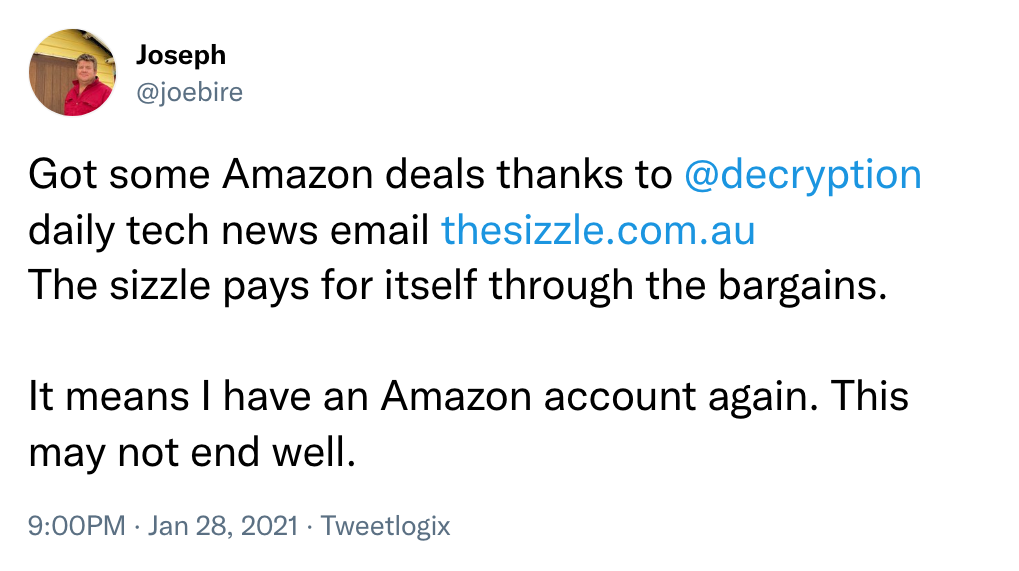 Joseph
@joebire
Got some Amazon deals thanks to @decryption
daily tech news email thesizzle.com.au
The sizzle pays for itself through the bargains.
It means I have an Amazon account again. This
may not end well.
9:00PM · Jan 28, 2021 · Tweetlogix